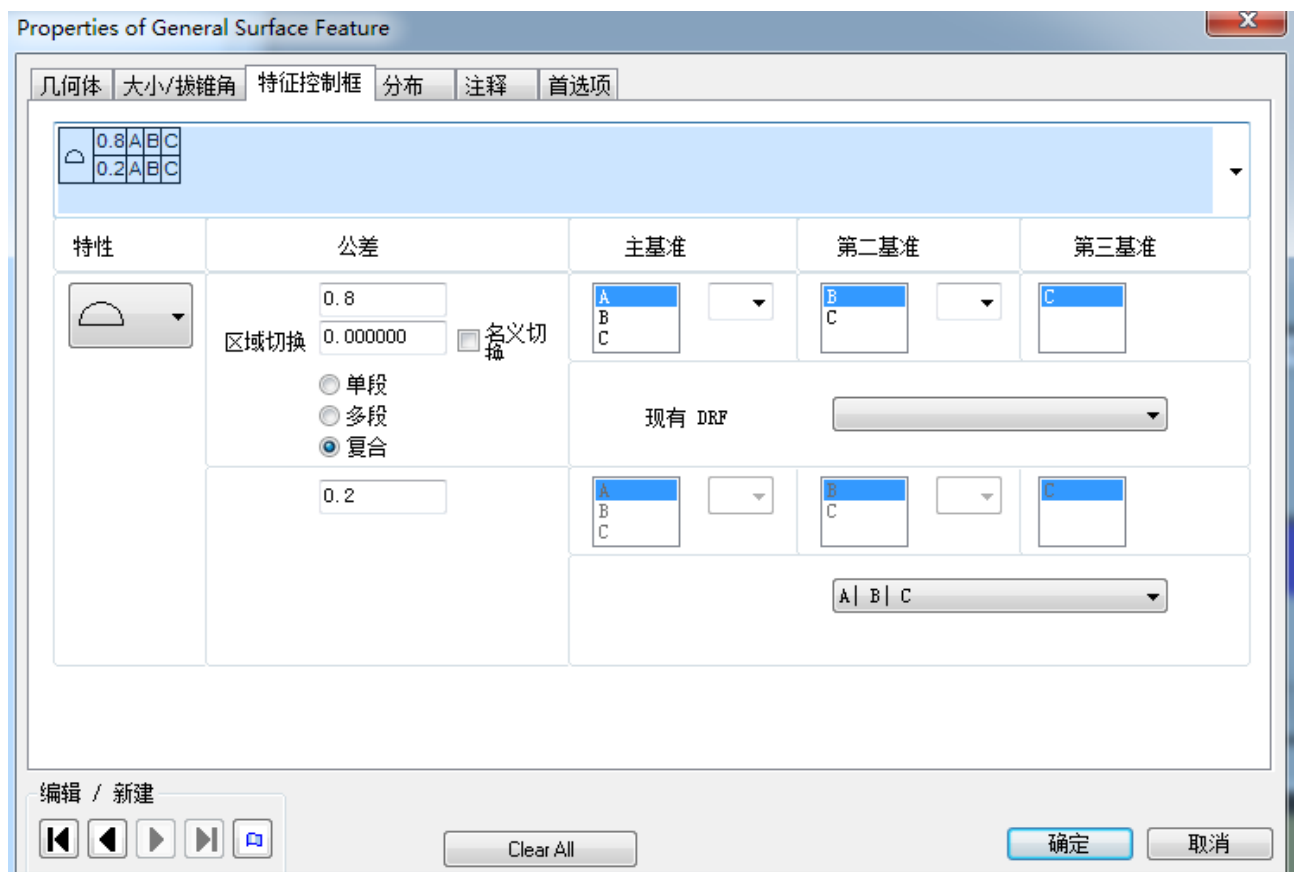 Properties of General Surface Feature
几何体 大小/拔锥角 特征控制框 分布 注释 首选项
0.8 A B C
0.2 A B C
特性 公差 主基准 第二基准 第三基准
0.8 A B C
区域切换 0.000000 名义切换 B C
C
单段
多段 现有 DRF
复合
0.2 A B C
B C
C
A| B| C
编辑 / 新建
Clear All 确定 取消